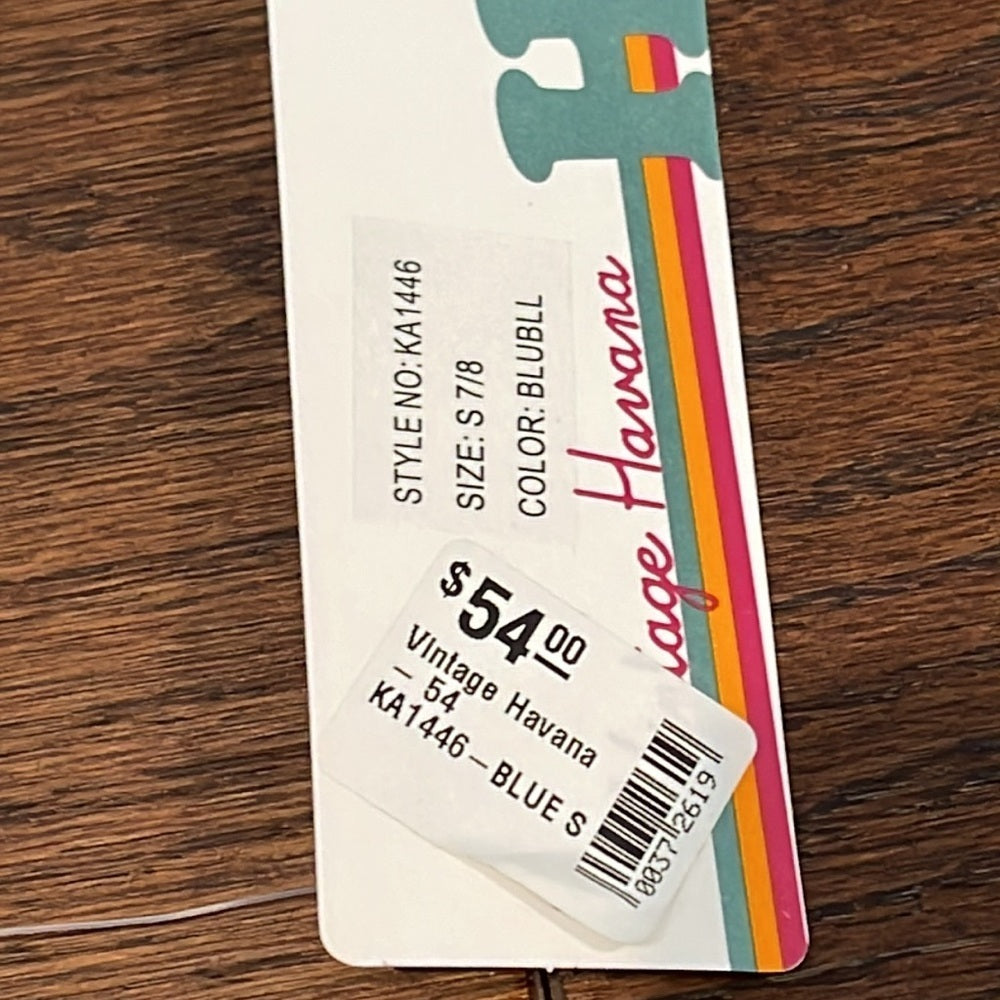 STYLE NO: KA1446
SIZE: S 7/8
COLOR: BLUBLL
Havana
$54.00
Vintage Havana
- 54
KA1446-BLUE S
0037 2619